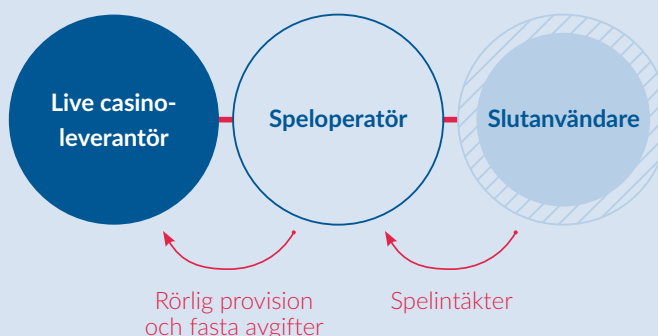 Live casino-
leverantör
Speloperatör
Slutanvändare
Rörlig provision
och fasta avgifter
Spelintäkter